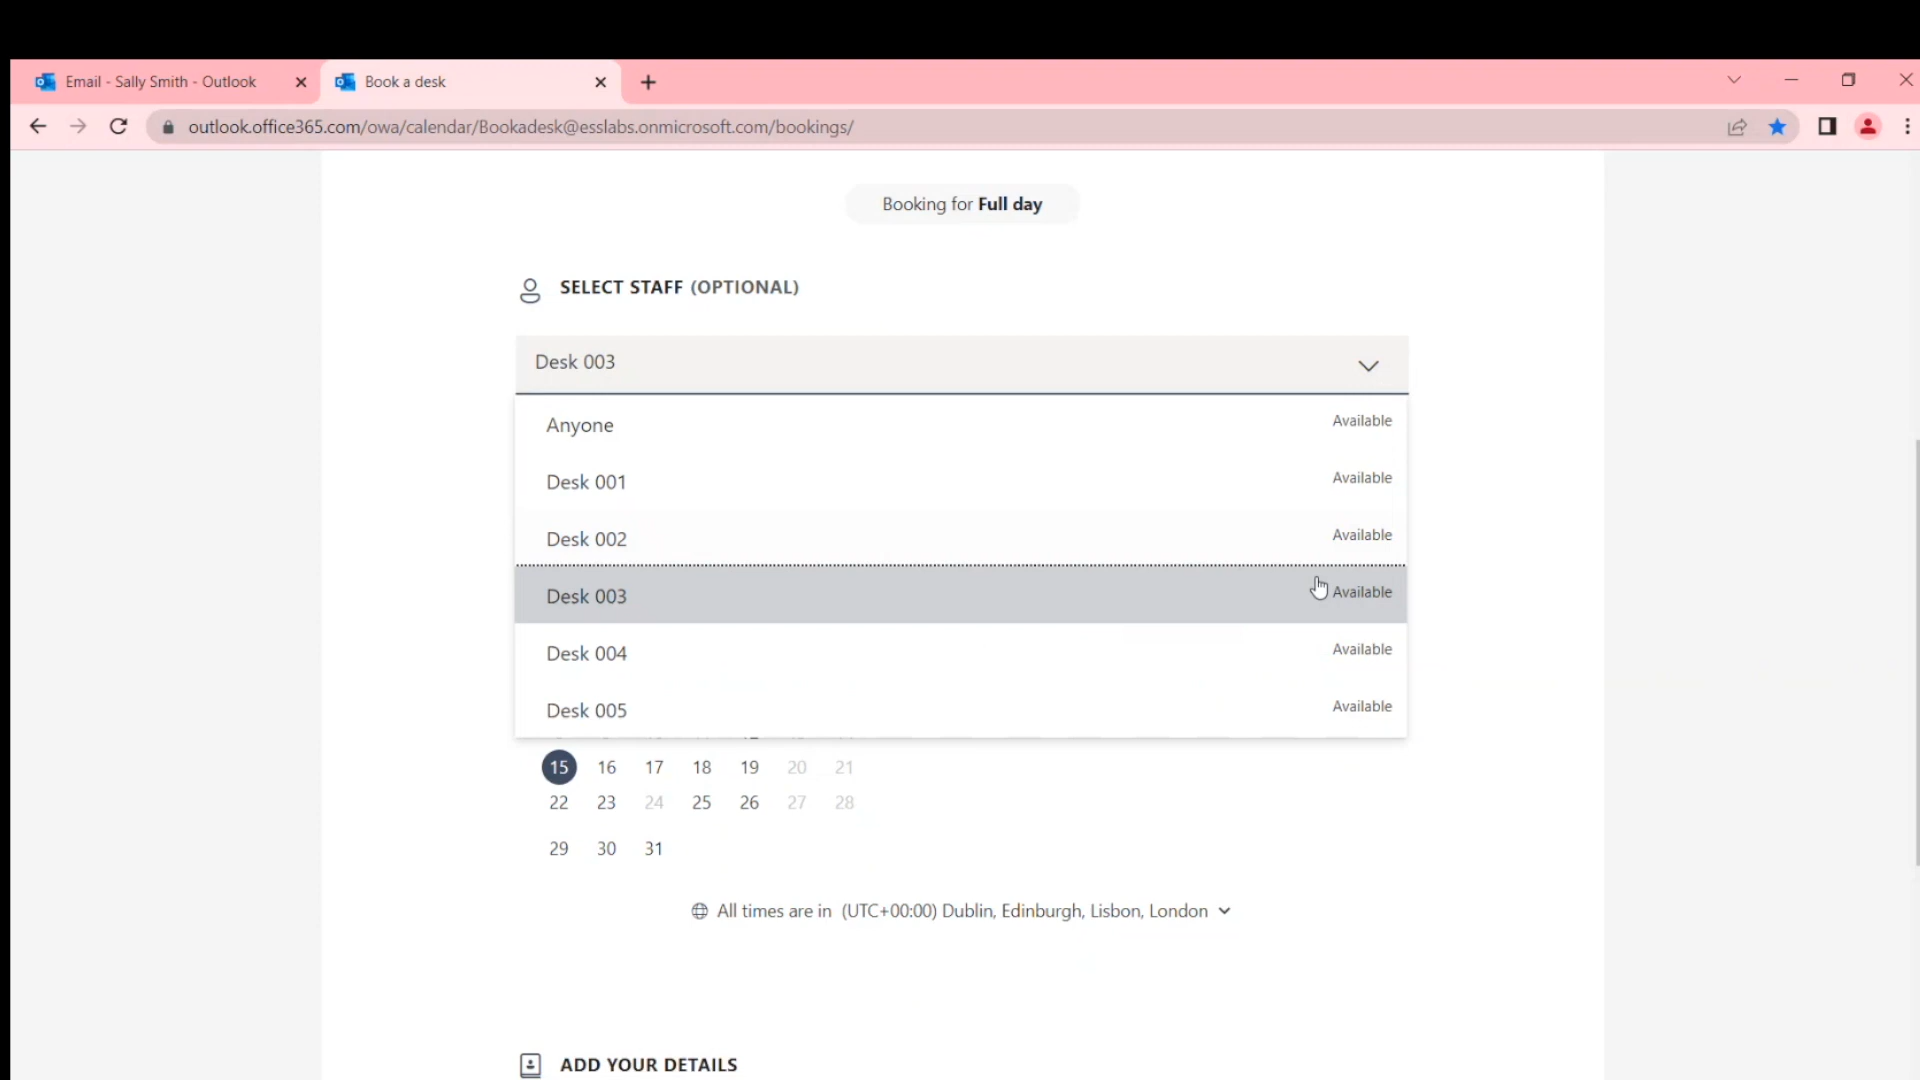 Email - Sally Smith - Outlook
Book a desk
outlook.office365.com/owa/calendar/Bookadesk@esslabs.onmicrosoft.com/bookings/
Booking for Full day
SELECT STAFF (OPTIONAL)
Desk 003
Anyone Available
Desk 001 Available
Desk 002 Available
Desk 003 Available
Desk 004 Available
Desk 005 Available
15 16 17 18 19 20 21
22 23 24 25 26 27 28
29 30 31
All times are in (UTC+00:00) Dublin, Edinburgh, Lisbon, London
ADD YOUR DETAILS